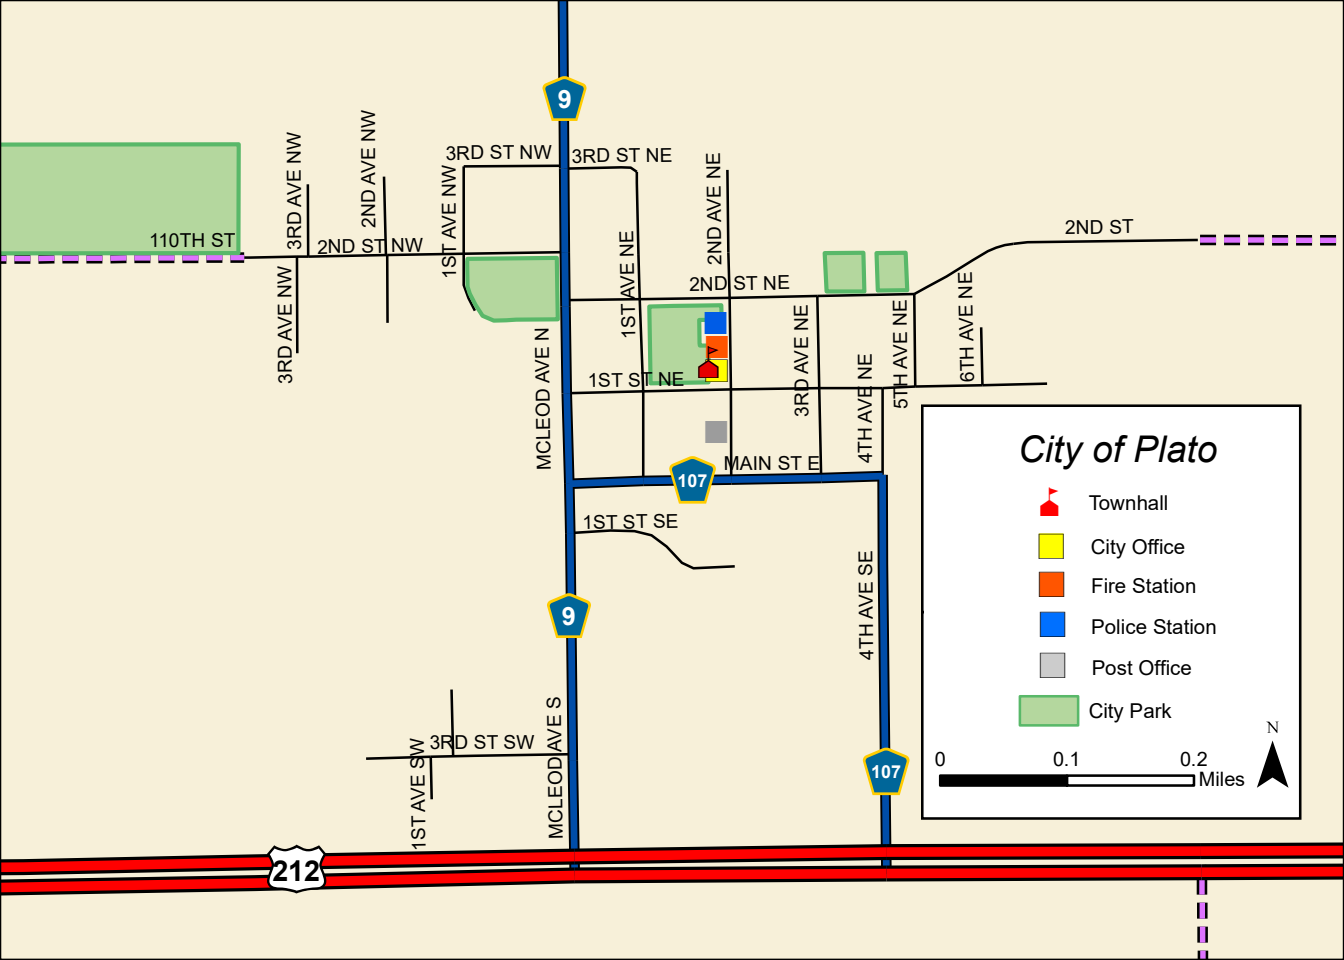 9
3RD ST NW
3RD ST NE
3RD AVE NW
2ND AVE NW
1ST AVE NW
2ND AVE NE
110TH ST
2ND ST NW
2ND ST
1ST AVE NE
2ND ST NE
3RD AVE NW
MCLEOD AVE N
3RD AVE NE
4TH AVE NE
5TH AVE NE
6TH AVE NE
1ST ST NE
MAIN ST E
107
1ST ST SE
9
4TH AVE SE
3RD ST SW
1ST AVE SW
MCLEOD AVE S
107
212
City of Plato
Townhall
City Office
Fire Station
Police Station
Post Office
City Park
N
0 0.1 0.2
Miles